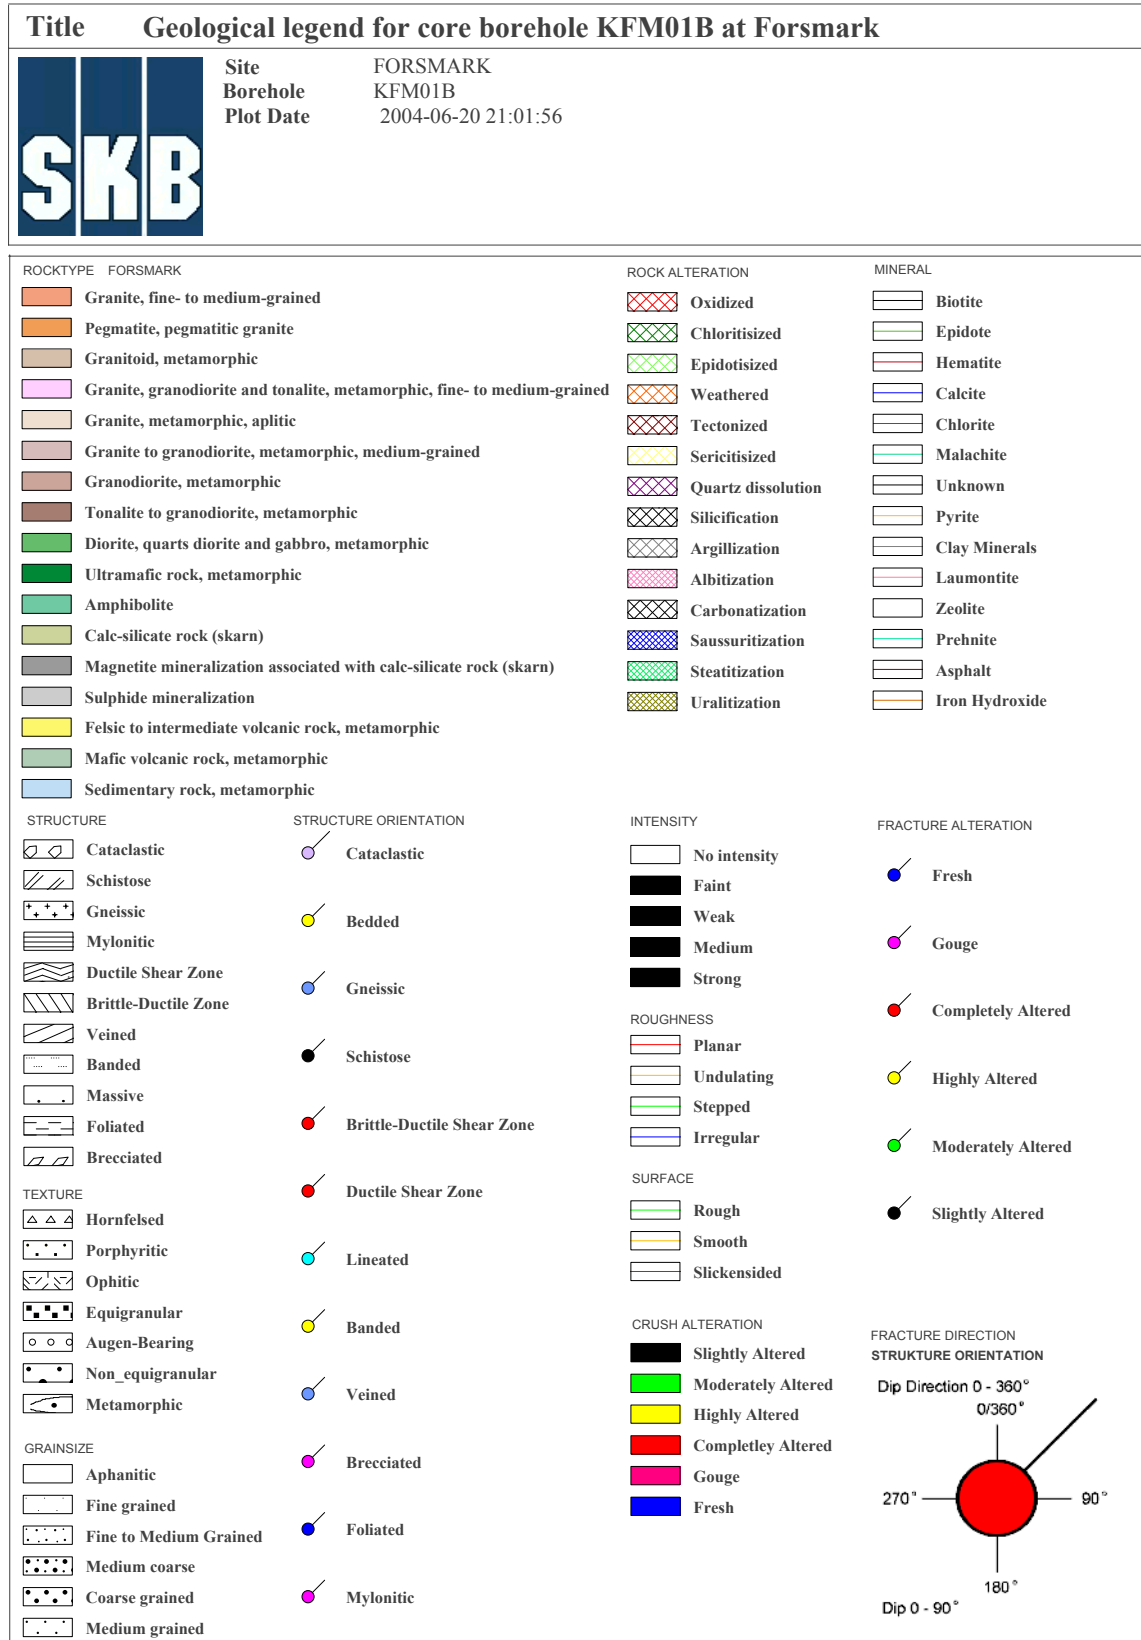 Title Geological legend for core borehole KFM01B at Forsmark
SKB
Site FORSMARK
Borehole KFM01B
Plot Date 2004-06-20 21:01:56
ROCKTYPE FORSMARK
Granite, fine- to medium-grained
Pegmatite, pegmatitic granite
Granitoid, metamorphic
Granite, granodiorite and tonalite, metamorphic, fine- to medium-grained
Granite, metamorphic, aplitic
Granite to granodiorite, metamorphic, medium-grained
Granodiorite, metamorphic
Tonalite to granodiorite, metamorphic
Diorite, quarts diorite and gabbro, metamorphic
Ultramafic rock, metamorphic
Amphibolite
Calc-silicate rock (skarn)
Magnetite mineralization associated with calc-silicate rock (skarn)
Sulphide mineralization
Felsic to intermediate volcanic rock, metamorphic
Mafic volcanic rock, metamorphic
Sedimentary rock, metamorphic
ROCK ALTERATION
Oxidized
Chloritisized
Epidotisized
Weathered
Tectonized
Sericitisized
Quartz dissolution
Silicification
Argillization
Albitization
Carbonatization
Saussuritization
Steatitization
Uralitization
MINERAL
Biotite
Epidote
Hematite
Calcite
Chlorite
Malachite
Unknown
Pyrite
Clay Minerals
Laumontite
Zeolite
Prehnite
Asphalt
Iron Hydroxide
STRUCTURE
Cataclastic
Schistose
Gneissic
Mylonitic
Ductile Shear Zone
Brittle-Ductile Zone
Veined
Banded
Massive
Foliated
Brecciated
TEXTURE
Hornfelsed
Porphyritic
Ophitic
Equigranular
Augen-Bearing
Non_equigranular
Metamorphic
GRAINSIZE
Aphanitic
Fine grained
Fine to Medium Grained
Medium coarse
Coarse grained
Medium grained
STRUCTURE ORIENTATION
Cataclastic
Bedded
Gneissic
Schistose
Brittle-Ductile Shear Zone
Ductile Shear Zone
Lineated
Banded
Veined
Brecciated
Foliated
Mylonitic
INTENSITY
No intensity
Faint
Weak
Medium
Strong
ROUGHNESS
Planar
Undulating
Stepped
Irregular
SURFACE
Rough
Smooth
Slickensided
CRUSH ALTERATION
Slightly Altered
Moderately Altered
Highly Altered
Completley Altered
Gouge
Fresh
FRACTURE ALTERATION
Fresh
Gouge
Completely Altered
Highly Altered
Moderately Altered
Slightly Altered
FRACTURE DIRECTION
STRUKTURE ORIENTATION
Dip Direction 0 - 360°
0/360°
270° 90°
180°
Dip 0 - 90°